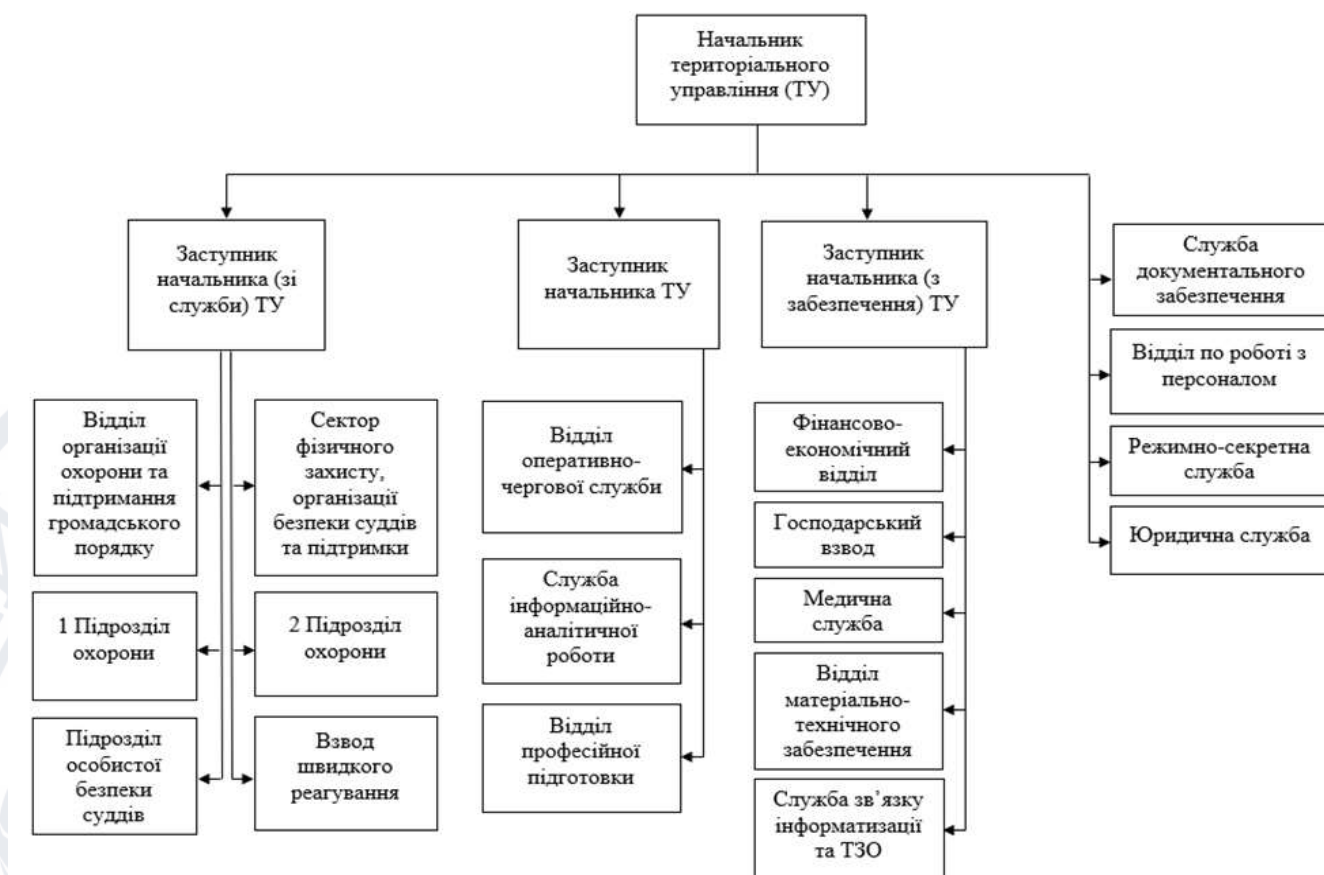 Начальник
територіального
управління (ТУ)
Заступник
начальника (зі
служби) ТУ
Заступник
начальника ТУ
Заступник
начальника (з
забезпечення) ТУ
Служба
документального
забезпечення
Відділ по роботі з
персоналом
Режимно-секретна
служба
Юридична служба
Відділ
організації
охорони та
підтримання
громадського
порядку
Сектор
фізичного
захисту,
організації
безпеки суддів
та підтримки
1 Підрозділ
охорони
2 Підрозділ
охорони
Підрозділ
особистої
безпеки
суддів
Взвод
швидкого
реагування
Відділ
оперативно-
чергової служби
Служба
інформаційно-
аналітичної
роботи
Відділ
професійної
підготовки
Фінансово-
економічний
відділ
Господарський
взвод
Медична
служба
Відділ
матеріально-
технічного
забезпечення
Служба зв’язку
інформатизації
та ТЗО